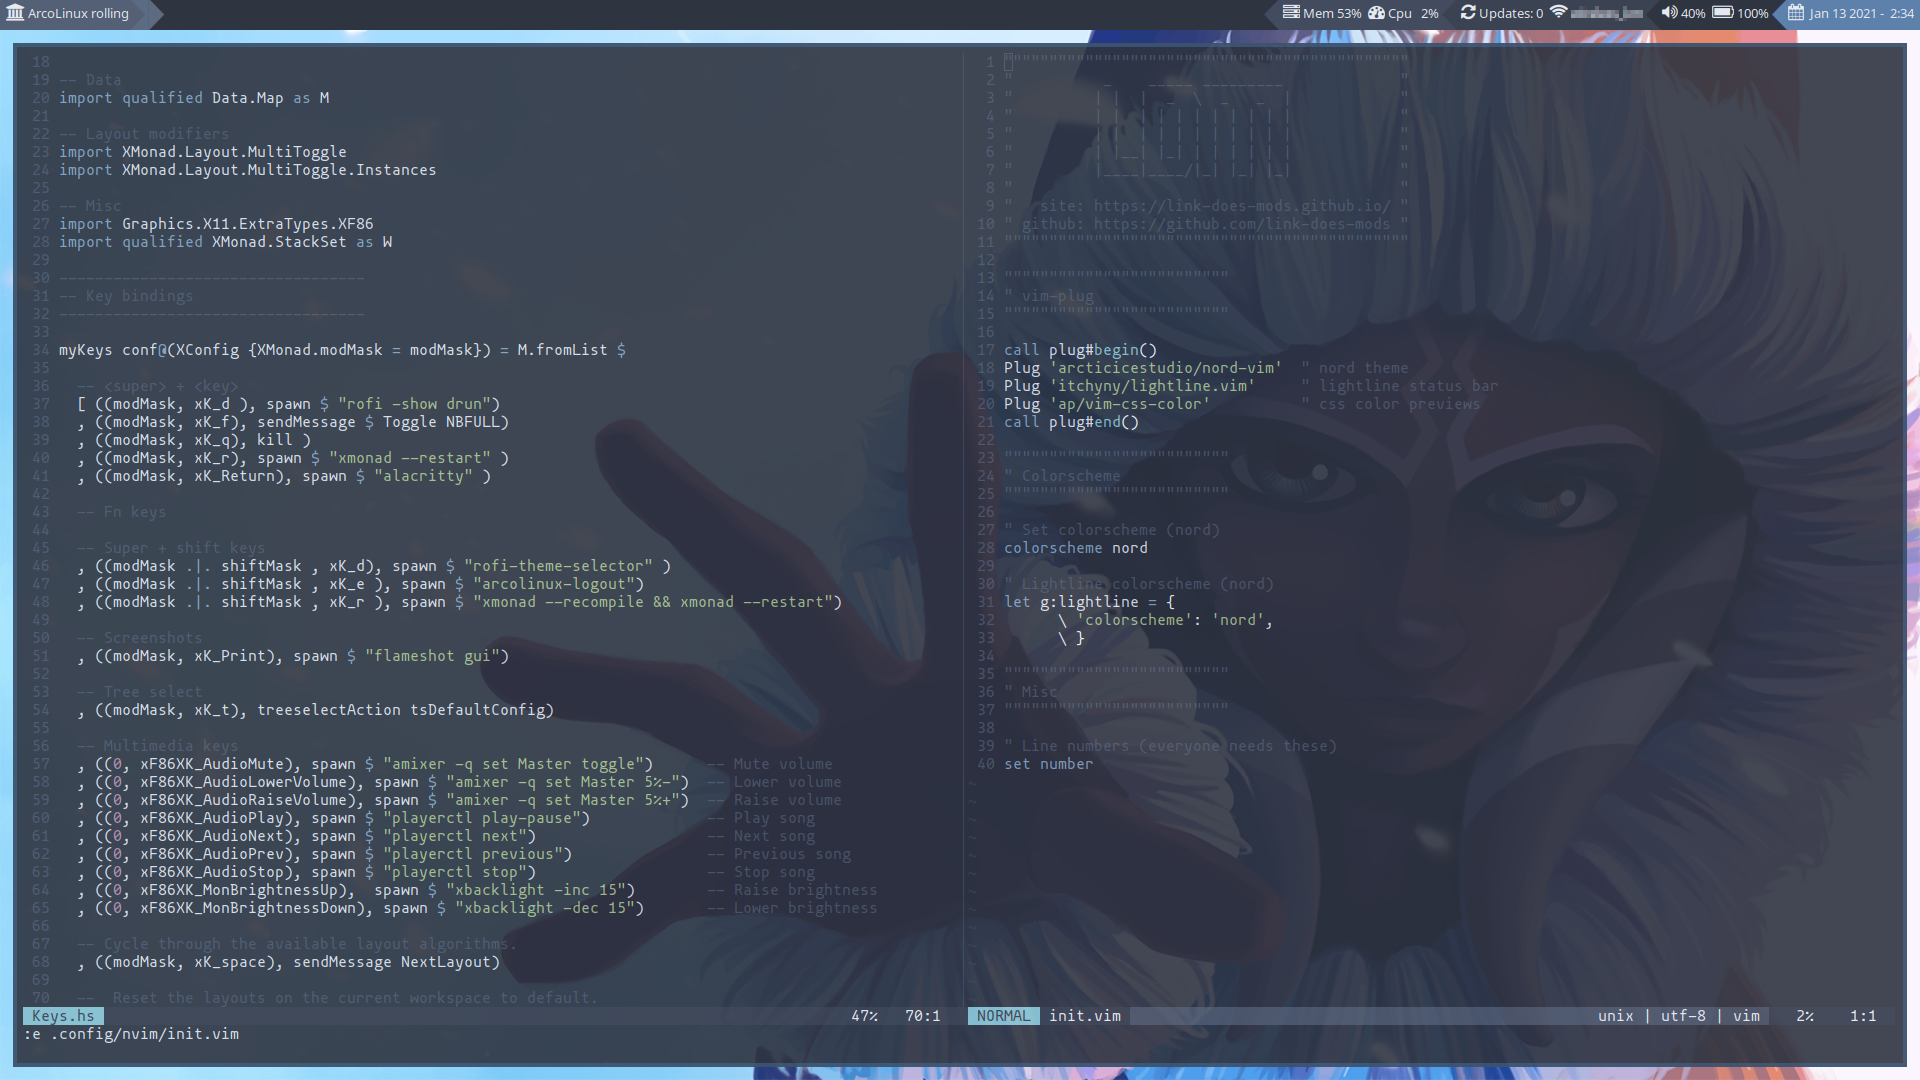 ArcoLinux rolling
Mem 53% Cpu 2% Updates: 0 40% 100% Jan 13 2021 - 2:34
18
19 -- Data
20 import qualified Data.Map as M
21
22 -- Layout modifiers
23 import XMonad.Layout.MultiToggle
24 import XMonad.Layout.MultiToggle.Instances
25
26 -- Misc
27 import Graphics.X11.ExtraTypes.XF86
28 import qualified XMonad.StackSet as W
29
30 ----------------------------------
31 -- Key bindings
32 ----------------------------------
33
34 myKeys conf@(XConfig {XMonad.modMask = modMask}) = M.fromList $
35
36 -- <super> + <key>
37 [ ((modMask, xK_d ), spawn $ "rofi -show drun")
38 , ((modMask, xK_f), sendMessage $ Toggle NBFULL)
39 , ((modMask, xK_q), kill )
40 , ((modMask, xK_r), spawn $ "xmonad --restart" )
41 , ((modMask, xK_Return), spawn $ "alacritty" )
42
43 -- Fn keys
44
45 -- Super + shift keys
46 , ((modMask .|. shiftMask , xK_d), spawn $ "rofi-theme-selector" )
47 , ((modMask .|. shiftMask , xK_e ), spawn $ "arcolinux-logout")
48 , ((modMask .|. shiftMask , xK_r ), spawn $ "xmonad --recompile && xmonad --restart")
49
50 -- Screenshots
51 , ((modMask, xK_Print), spawn $ "flameshot gui")
52
53 -- Tree select
54 , ((modMask, xK_t), treeselectAction tsDefaultConfig)
55
56 -- Multimedia keys
57 , ((0, xF86XK_AudioMute), spawn $ "amixer -q set Master toggle") -- Mute volume
58 , ((0, xF86XK_AudioLowerVolume), spawn $ "amixer -q set Master 5%-") -- Lower volume
59 , ((0, xF86XK_AudioRaiseVolume), spawn $ "amixer -q set Master 5%+") -- Raise volume
60 , ((0, xF86XK_AudioPlay), spawn $ "playerctl play-pause") -- Play song
61 , ((0, xF86XK_AudioNext), spawn $ "playerctl next") -- Next song
62 , ((0, xF86XK_AudioPrev), spawn $ "playerctl previous") -- Previous song
63 , ((0, xF86XK_AudioStop), spawn $ "playerctl stop") -- Stop song
64 , ((0, xF86XK_MonBrightnessUp), spawn $ "xbacklight -inc 15") -- Raise brightness
65 , ((0, xF86XK_MonBrightnessDown), spawn $ "xbacklight -dec 15") -- Lower brightness
66
67 -- Cycle through the available layout algorithms.
68 , ((modMask, xK_space), sendMessage NextLayout)
69
70 -- Reset the layouts on the current workspace to default.
Keys.hs 47% 70:1
:e .config/nvim/init.vim
1 """""""""""""""""""""""""""""""""""""""""""""
2 " _ _____ _________ "
3 " | | | _ \ _ _ | "
4 " | | | | | | | | | | "
5 " | | | | | | | | | | "
6 " | |__| |_| | | | | | "
7 " |____|____/|_| |_| |_| "
8 " "
9 " site: https://link-does-mods.github.io/ "
10 " github: https://github.com/link-does-mods "
11 """""""""""""""""""""""""""""""""""""""""""""
12
13 """""""""""""""""""""""""
14 " vim-plug
15 """""""""""""""""""""""""
16
17 call plug#begin()
18 Plug 'arcticicestudio/nord-vim' " nord theme
19 Plug 'itchyny/lightline.vim' " lightline status bar
20 Plug 'ap/vim-css-color' " css color previews
21 call plug#end()
22
23 """""""""""""""""""""""""
24 " Colorscheme
25 """""""""""""""""""""""""
26
27 " Set colorscheme (nord)
28 colorscheme nord
29
30 " Lightline colorscheme (nord)
31 let g:lightline = {
32 \ 'colorscheme': 'nord',
33 \ }
34
35 """""""""""""""""""""""""
36 " Misc
37 """""""""""""""""""""""""
38
39 " Line numbers (everyone needs these)
40 set number
~
~
~
~
~
~
~
~
~
~
~
~
NORMAL init.vim unix | utf-8 | vim 2% 1:1